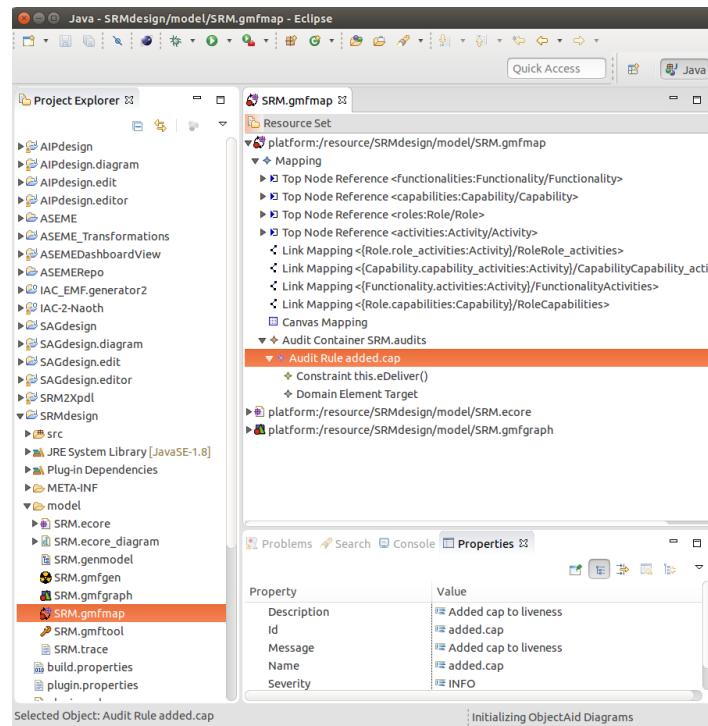 Java - SRMdesign/model/SRM.gmfmap - Eclipse
Quick Access
Java
Project Explorer
AIPdesign
AIPdesign.diagram
AIPdesign.edit
AIPdesign.editor
ASEME
ASEME_Transformations
ASEMEDashboardView
ASEMERepo
IAC_EMF.generator2
IAC-2-Naoth
SAGdesign
SAGdesign.diagram
SAGdesign.edit
SAGdesign.editor
SRM2Xpdl
SRMdesign
src
JRE System Library [JavaSE-1.8]
Plug-in Dependencies
META-INF
model
SRM.ecore
SRM.ecore_diagram
SRM.genmodel
SRM.gmfgen
SRM.gmfgraph
SRM.gmfmap
SRM.gmftool
SRM.trace
build.properties
plugin.properties
SRM.gmfmap
Resource Set
platform:/resource/SRMdesign/model/SRM.gmfmap
Mapping
Top Node Reference <functionalities:Functionality/Functionality>
Top Node Reference <capabilities:Capability/Capability>
Top Node Reference <roles:Role/Role>
Top Node Reference <activities:Activity/Activity>
Link Mapping <{Role.role_activities:Activity}/RoleRole_activities>
Link Mapping <{Capability.capability_activities:Activity}/CapabilityCapability_acti
Link Mapping <{Functionality.activities:Activity}/FunctionalityActivities>
Link Mapping <{Role.capabilities:Capability}/RoleCapabilities>
Canvas Mapping
Audit Container SRM.audits
Audit Rule added.cap
Constraint this.eDeliver()
Domain Element Target
platform:/resource/SRMdesign/model/SRM.ecore
platform:/resource/SRMdesign/model/SRM.gmfgraph
Problems Search Console Properties
Property Value
Description Added cap to liveness
Id added.cap
Message Added cap to liveness
Name added.cap
Severity INFO
Selected Object: Audit Rule added.cap
Initializing ObjectAid Diagrams